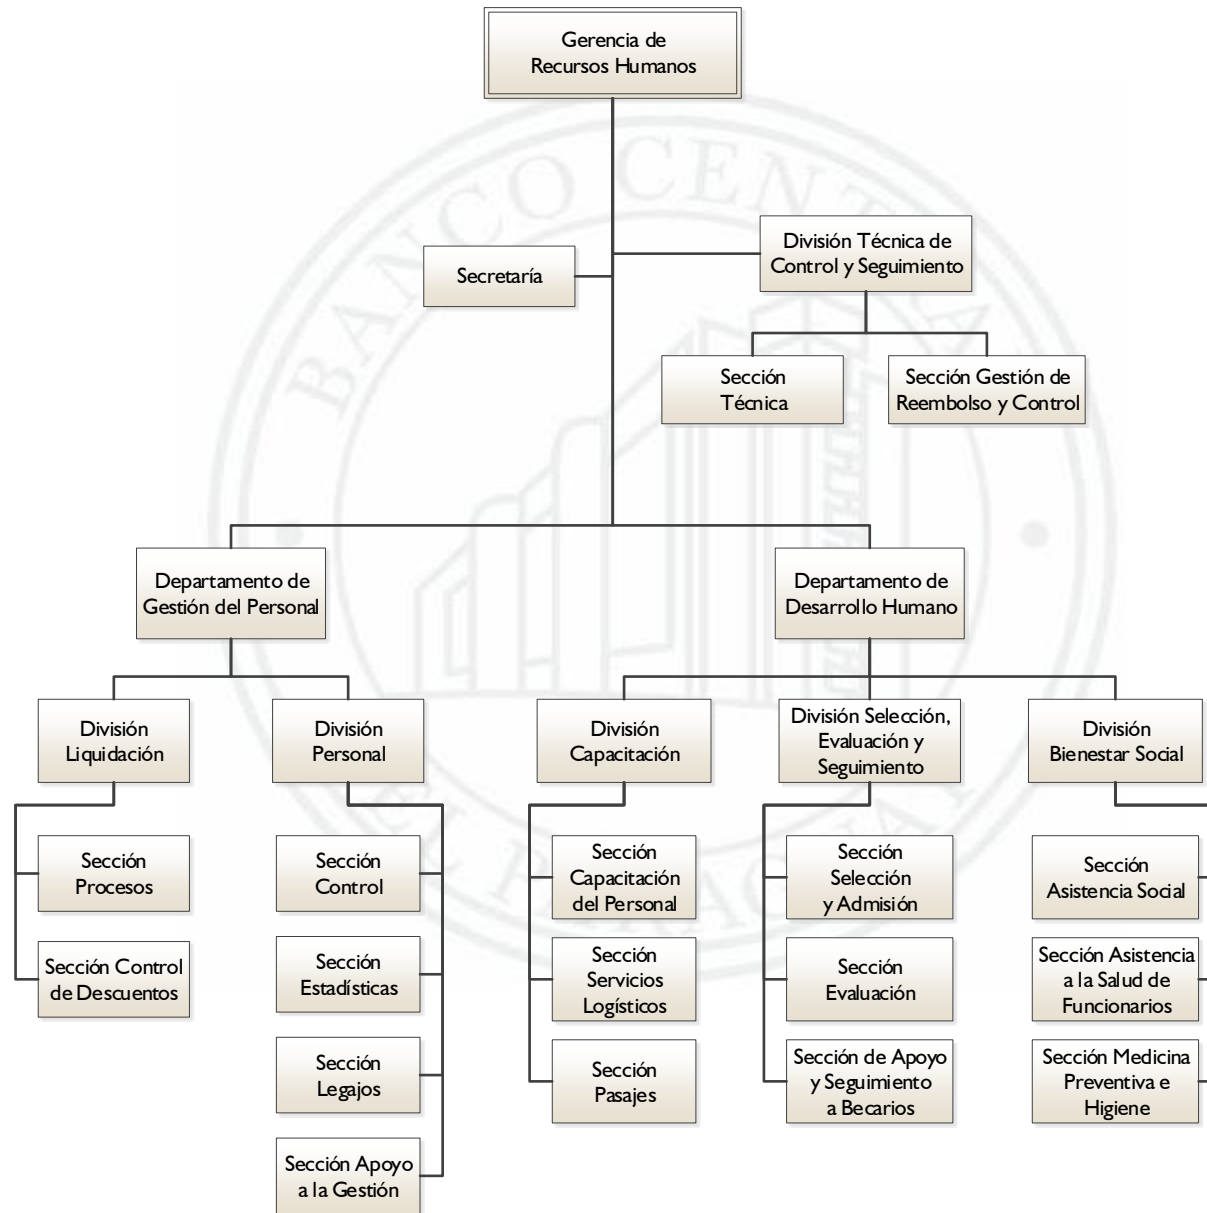 Gerencia de
Recursos Humanos
BANCO CENTRAL
DEL PARAGUAY
División Técnica de
Control y Seguimiento
Secretaría
Sección
Técnica
Sección Gestión de
Reembolso y Control
Departamento de
Gestión del Personal
Departamento de
Desarrollo Humano
División
Liquidación
División
Personal
División
Capacitación
División Selección,
Evaluación y
Seguimiento
División
Bienestar Social
Sección
Procesos
Sección Control
de Descuentos
Sección
Control
Sección
Estadísticas
Sección
Legajos
Sección Apoyo
a la Gestión
Sección
Capacitación
del Personal
Sección
Servicios
Logísticos
Sección
Pasajes
Sección
Selección
y Admisión
Sección
Evaluación
Sección de Apoyo
y Seguimiento
a Becarios
Sección
Asistencia Social
Sección Asistencia
a la Salud de
Funcionarios
Sección Medicina
Preventiva e
Higiene